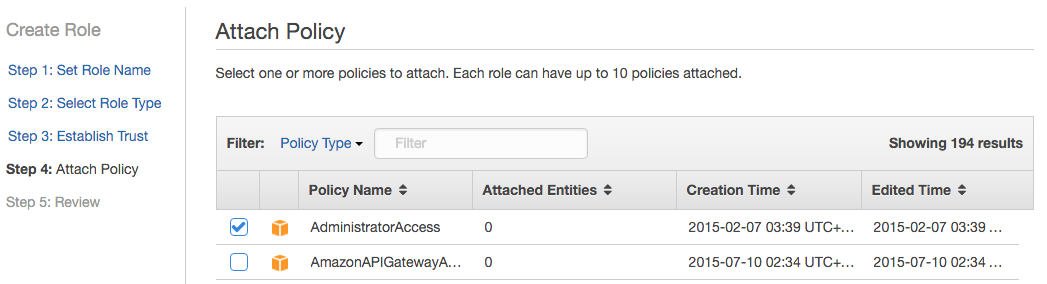 Create Role
Step 1: Set Role Name
Step 2: Select Role Type
Step 3: Establish Trust
Step 4: Attach Policy
Step 5: Review
Attach Policy
Select one or more policies to attach. Each role can have up to 10 policies attached.
Filter: Policy Type Filter Showing 194 results
Policy Name Attached Entities Creation Time Edited Time
AdministratorAccess 0 2015-02-07 03:39 UTC+... 2015-02-07 03:39 ...
AmazonAPIGatewayA... 0 2015-07-10 02:34 UTC+... 2015-07-10 02:34 ...